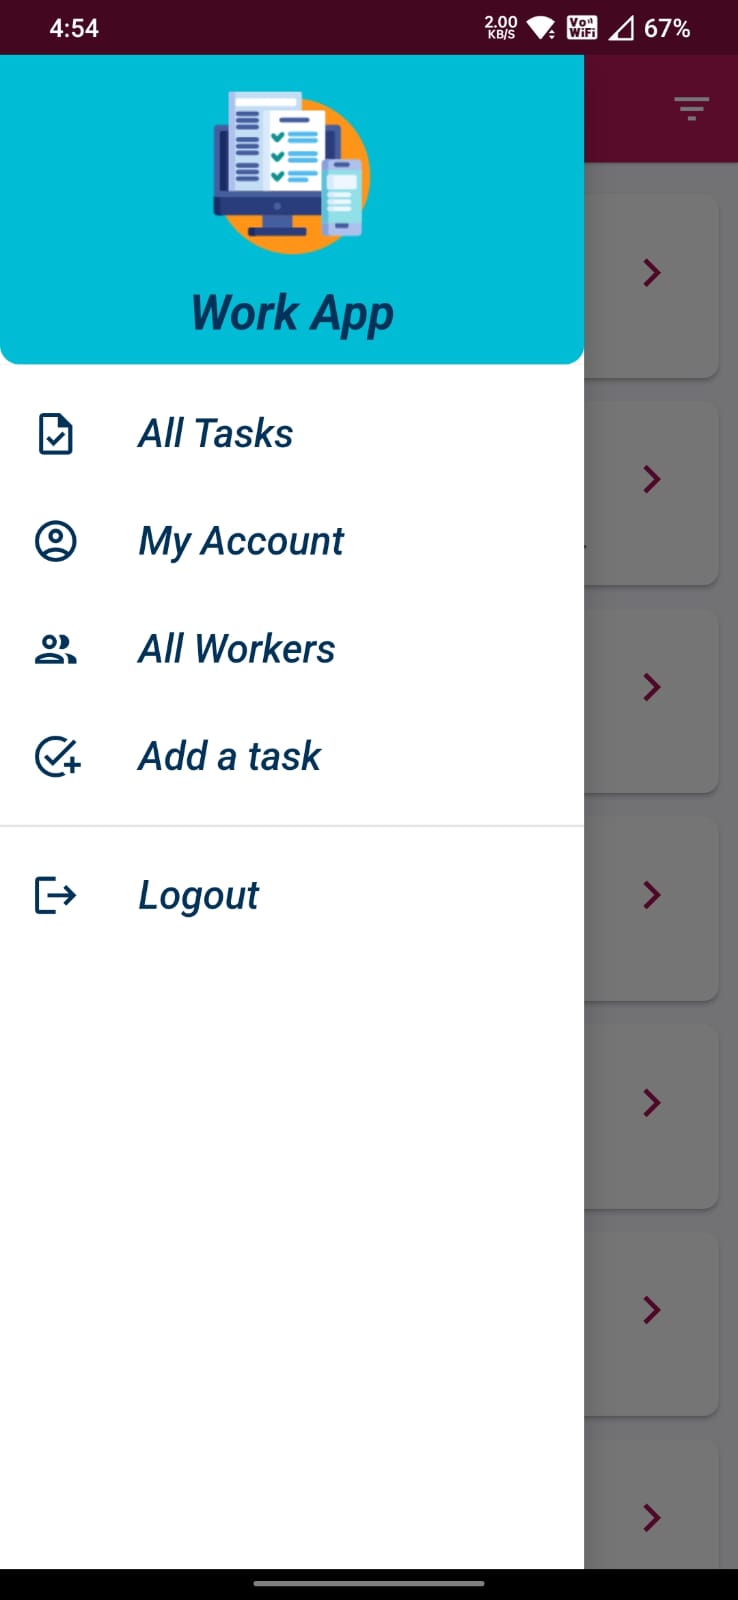 4:54
2.00
KB/S
Vo))
WiFi
67%
Work App
All Tasks
My Account
All Workers
Add a task
Logout